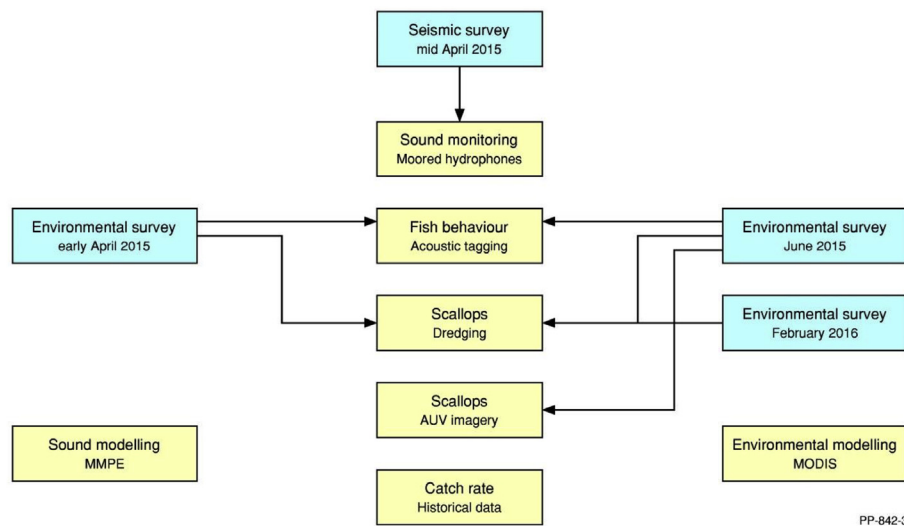 Seismic survey
mid April 2015
Sound monitoring
Moored hydrophones
Environmental survey
early April 2015
Fish behaviour
Acoustic tagging
Environmental survey
June 2015
Scallops
Dredging
Environmental survey
February 2016
Scallops
AUV imagery
Sound modelling
MMPE
Environmental modelling
MODIS
Catch rate
Historical data